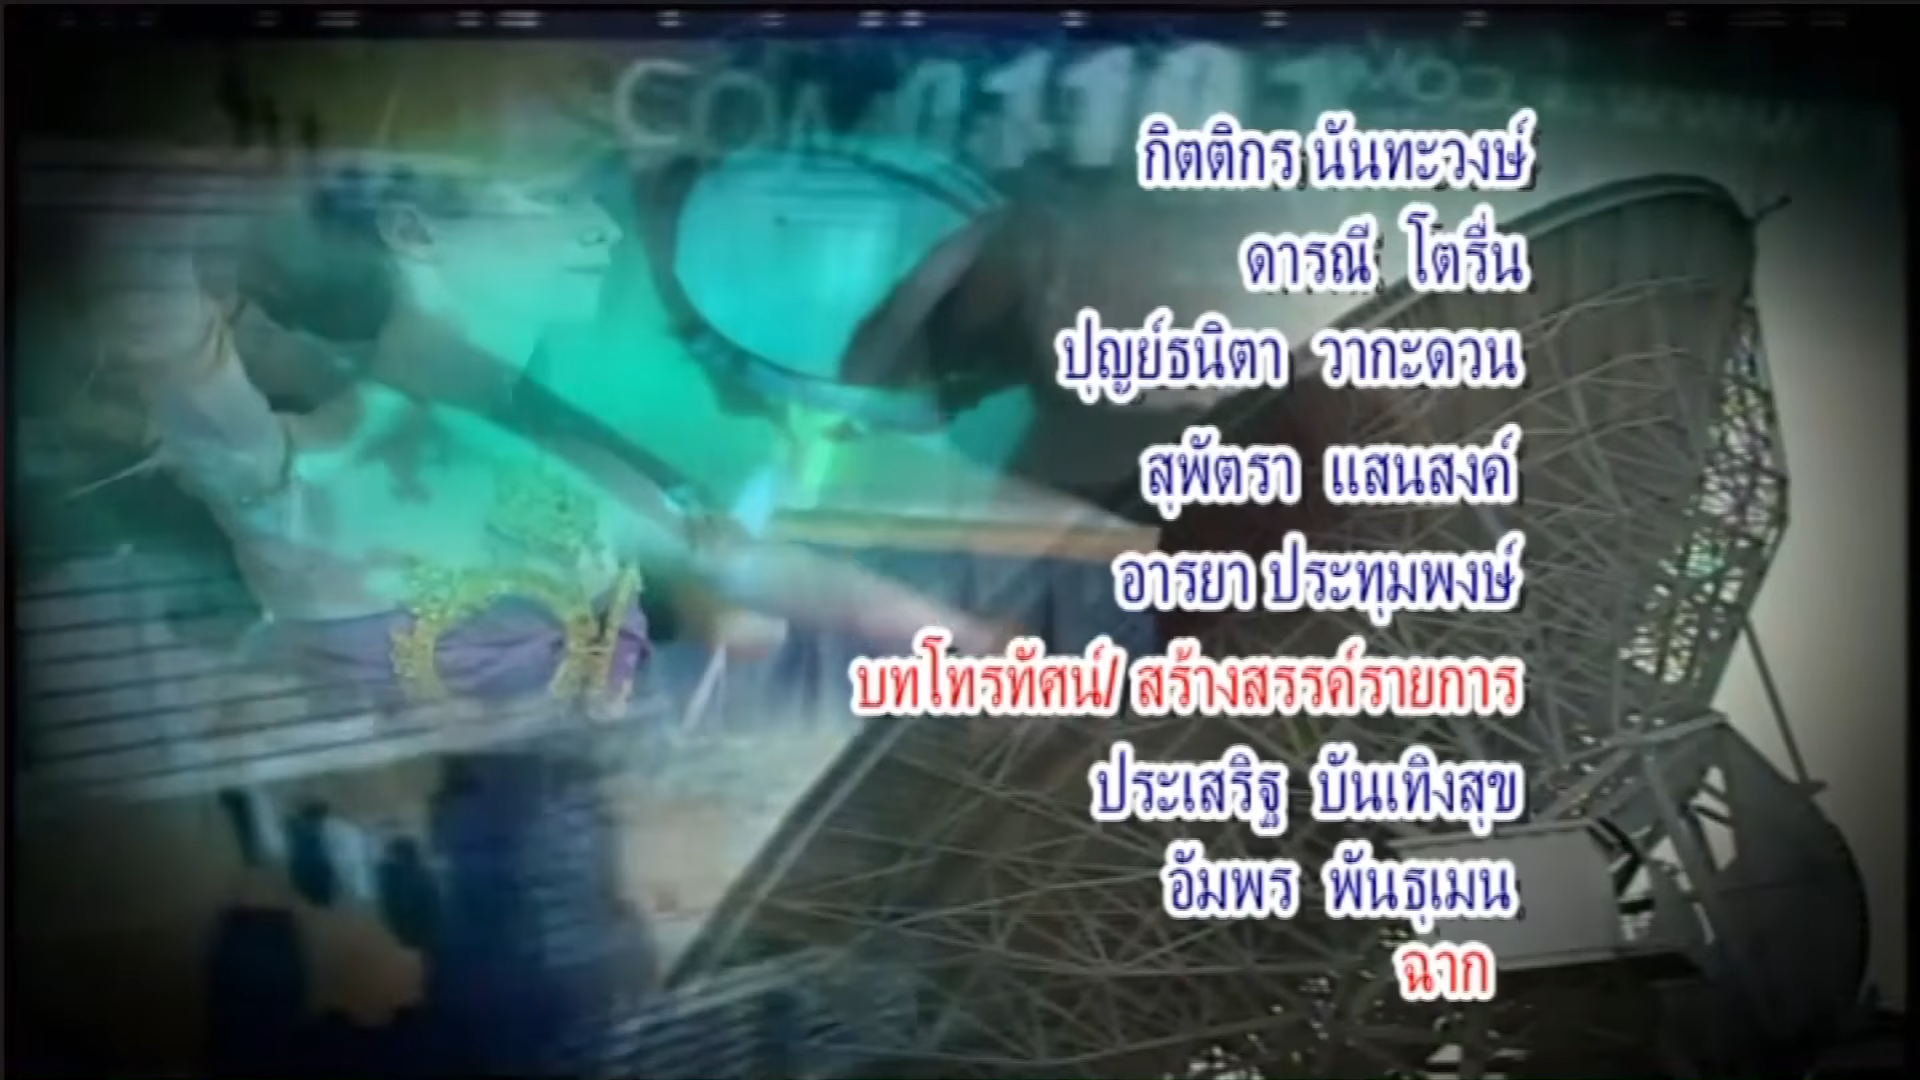 กิตติกร นันทะวงษ์
ดารณี โตรื่น
ปุญย์ธนิตา วากะดวน
สุพัตรา แสนสงค์
อารยา ประทุมพงษ์
บทโทรทัศน์/ สร้างสรรค์รายการ
ประเสริฐ บันเทิงสุข
อัมพร พันธุเมน
ฉาก